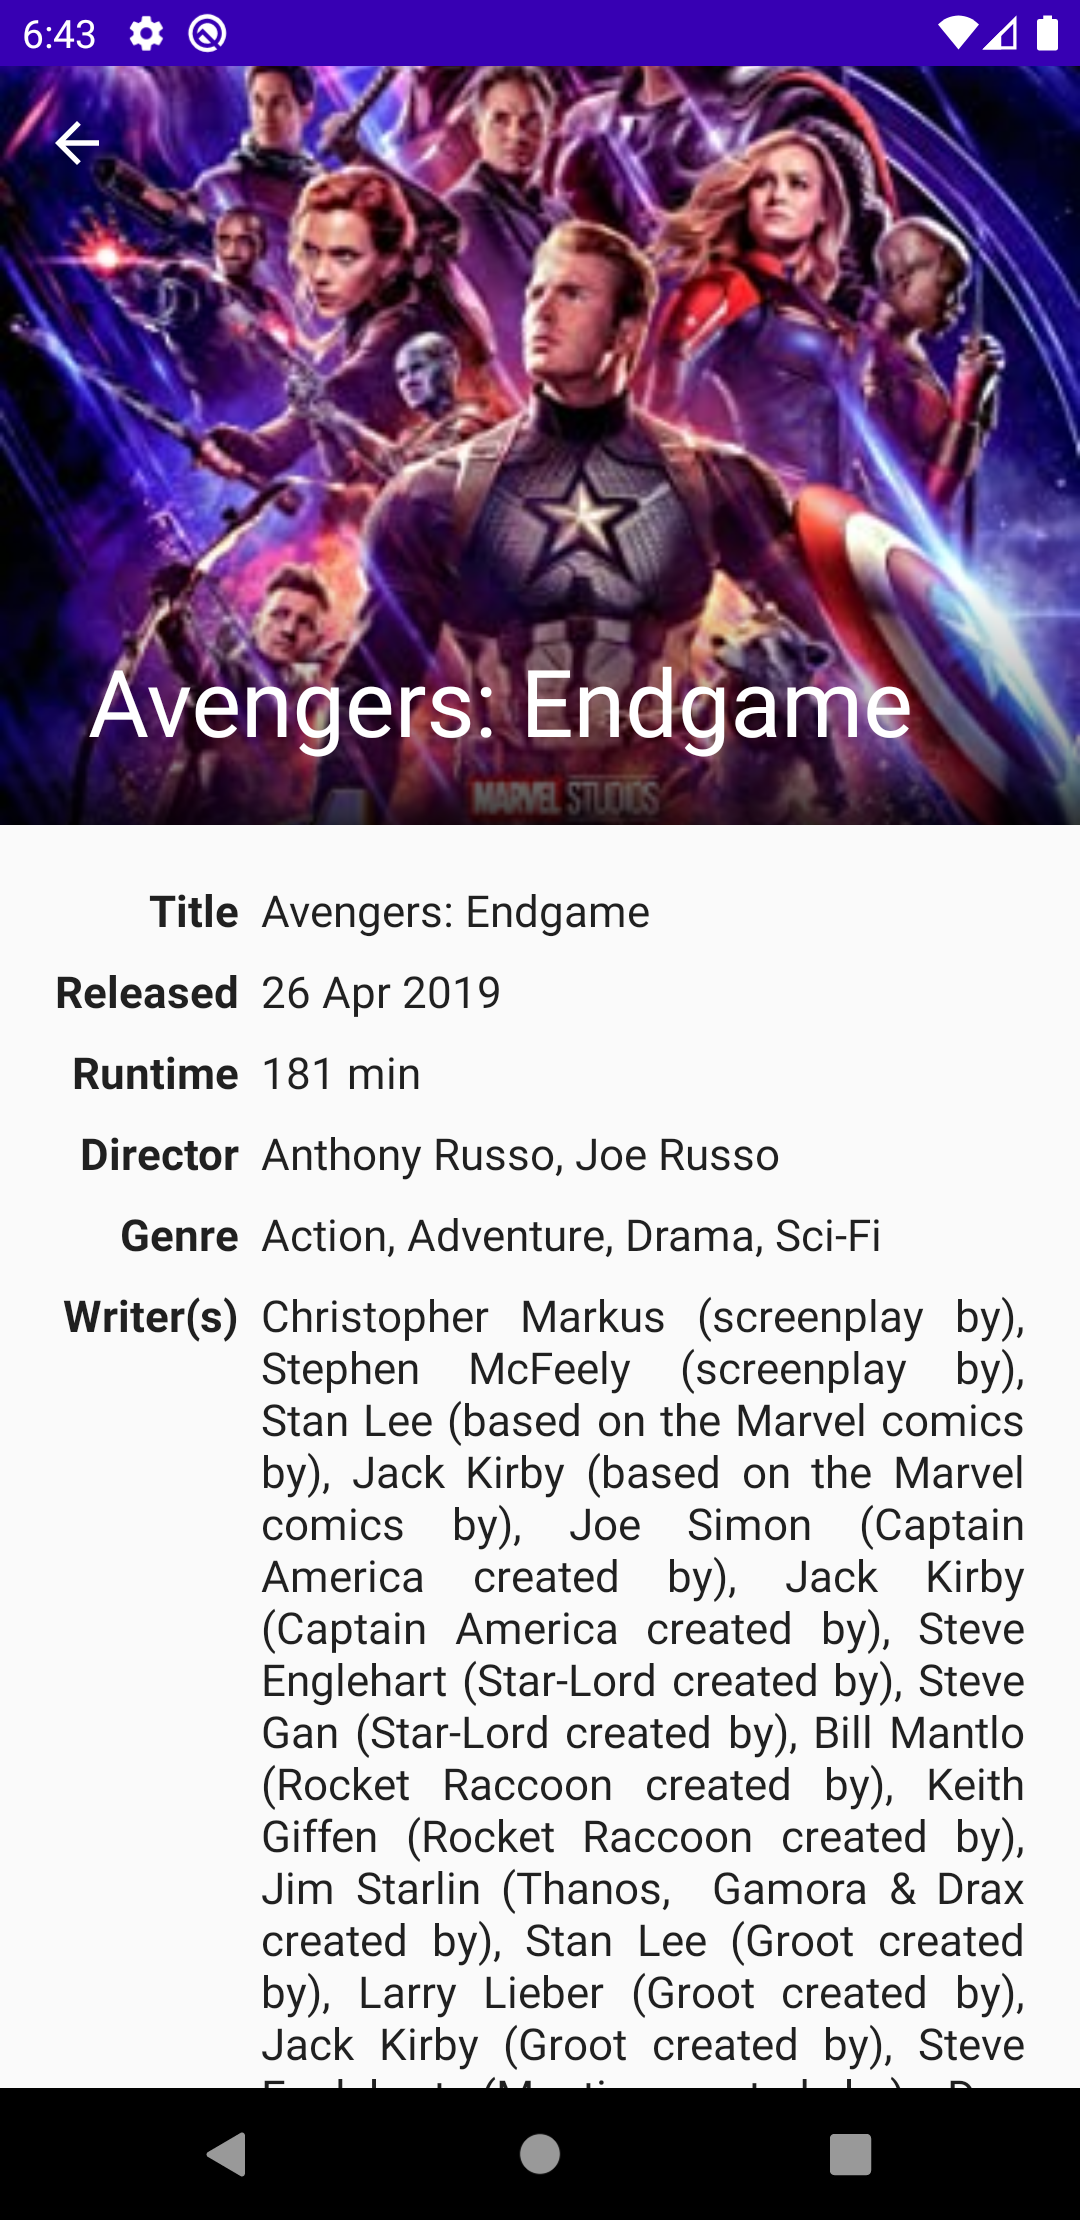 6:43
Avengers: Endgame
MARVEL STUDIOS
Title Avengers: Endgame
Released 26 Apr 2019
Runtime 181 min
Director Anthony Russo, Joe Russo
Genre Action, Adventure, Drama, Sci-Fi
Writer(s) Christopher Markus (screenplay by),
Stephen McFeely (screenplay by),
Stan Lee (based on the Marvel comics
by), Jack Kirby (based on the Marvel
comics by), Joe Simon (Captain
America created by), Jack Kirby
(Captain America created by), Steve
Englehart (Star-Lord created by), Steve
Gan (Star-Lord created by), Bill Mantlo
(Rocket Raccoon created by), Keith
Giffen (Rocket Raccoon created by),
Jim Starlin (Thanos, Gamora & Drax
created by), Stan Lee (Groot created
by), Larry Lieber (Groot created by),
Jack Kirby (Groot created by), Steve